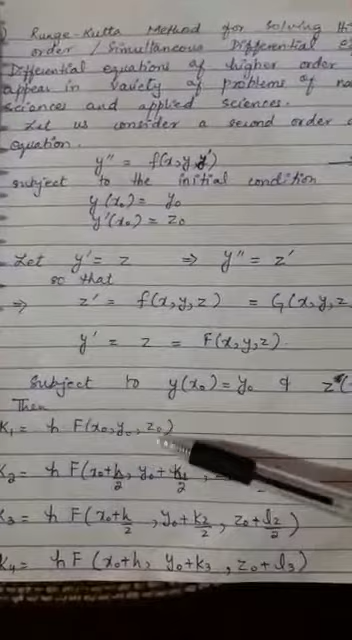 Runge-Kutta Method for solving
order / Simultaneous Differential
Differential equations of higher order
appear in variety of problems of
sciences and applied sciences.
Let us consider a second order
equation.
y'' = f(x, y, y')
subject to the initial condition
y(x₀) = y₀
y'(x₀) = z₀
Let y' = z ⇒ y'' = z'
so that
⇒ z' = f(x, y, z) = G(x, y, z
y' = z = F(x, y, z)
Subject to y(x₀) = y₀ & z
Then
K₁ = h F(x₀, y₀, z₀)
K₂ = h F(x₀+h/2, y₀+k₁/2,
K₃ = h F(x₀+h/2, y₀+k₂/2, z₀+l₂/2)
K₄ = h F(x₀+h, y₀+k₃, z₀+l₃)